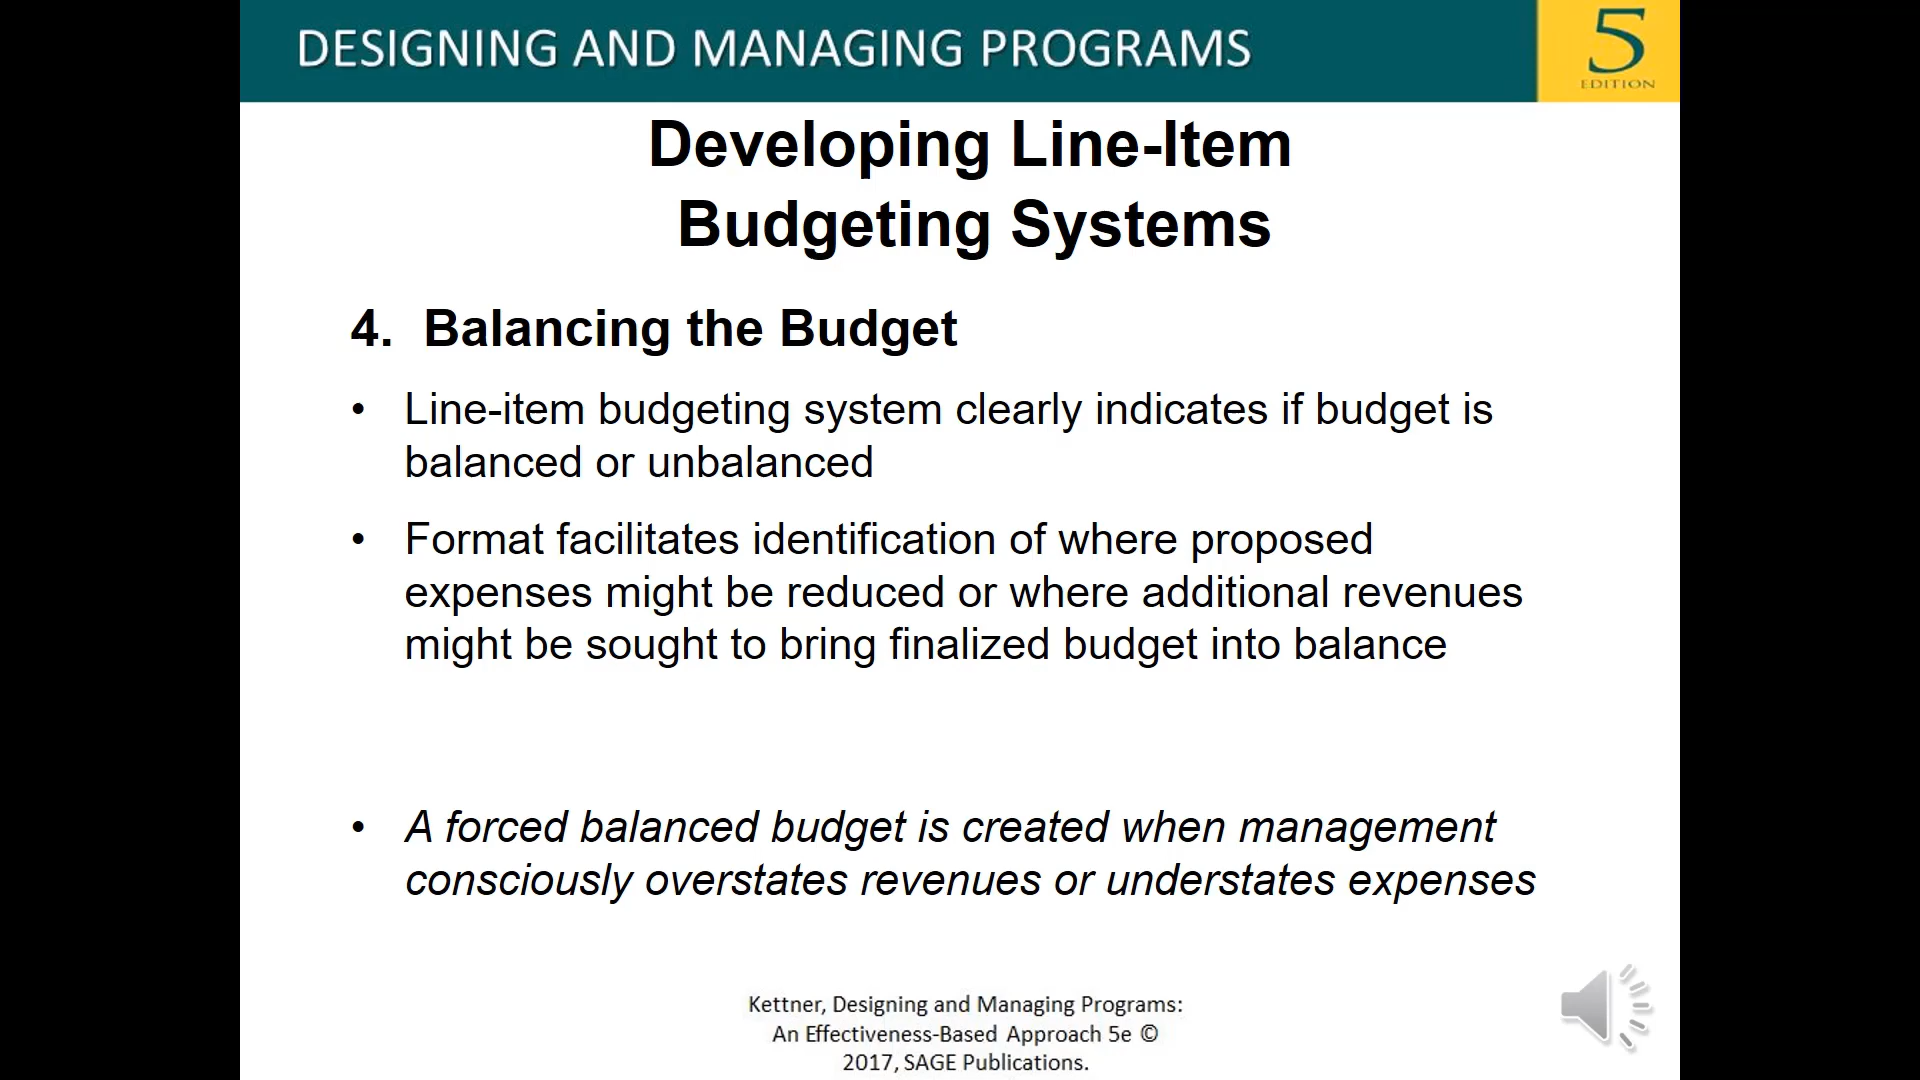 DESIGNING AND MANAGING PROGRAMS
5
EDITION
Developing Line-Item
Budgeting Systems
4. Balancing the Budget
• Line-item budgeting system clearly indicates if budget is
balanced or unbalanced
• Format facilitates identification of where proposed
expenses might be reduced or where additional revenues
might be sought to bring finalized budget into balance
• A forced balanced budget is created when management
consciously overstates revenues or understates expenses
Kettner, Designing and Managing Programs:
An Effectiveness-Based Approach 5e ©
2017, SAGE Publications.